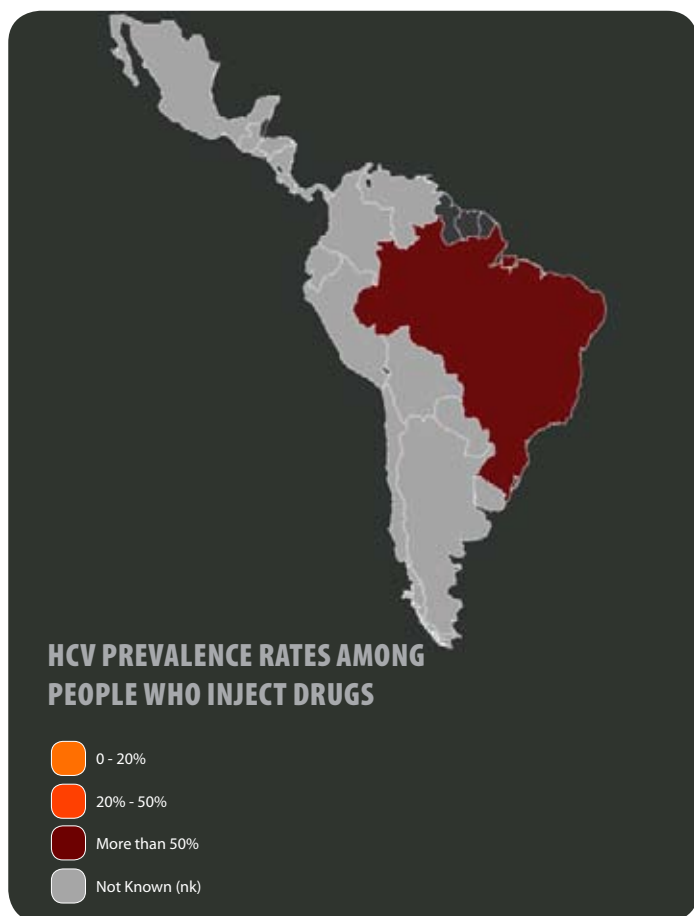 HCV PREVALENCE RATES AMONG
PEOPLE WHO INJECT DRUGS
0 - 20%
20% - 50%
More than 50%
Not Known (nk)